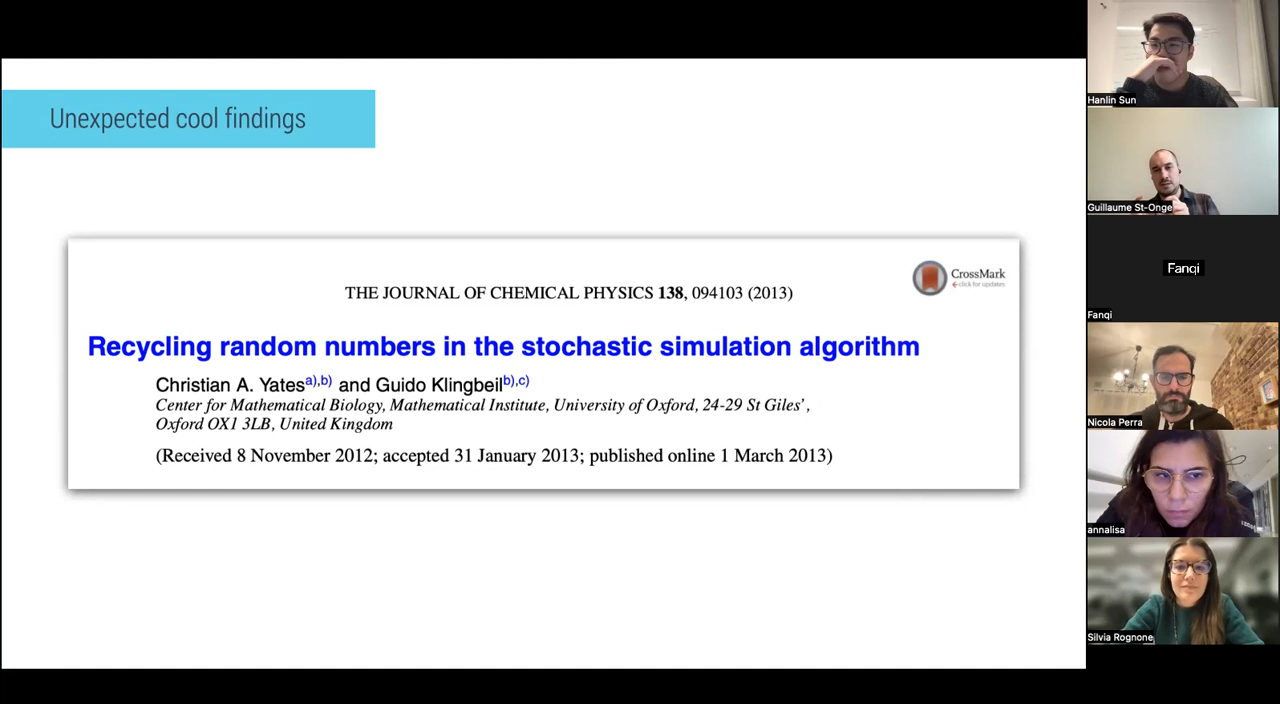 Unexpected cool findings
CrossMark
click for updates
THE JOURNAL OF CHEMICAL PHYSICS 138, 094103 (2013)
Recycling random numbers in the stochastic simulation algorithm
Christian A. Yates a),b) and Guido Klingbeil b),c)
Center for Mathematical Biology, Mathematical Institute, University of Oxford, 24-29 St Giles',
Oxford OX1 3LB, United Kingdom
(Received 8 November 2012; accepted 31 January 2013; published online 1 March 2013)
Hanlin Sun
Guillaume St-Onge
Fanqi
Fanqi
Nicola Perra
annalisa
Silvia Rognone